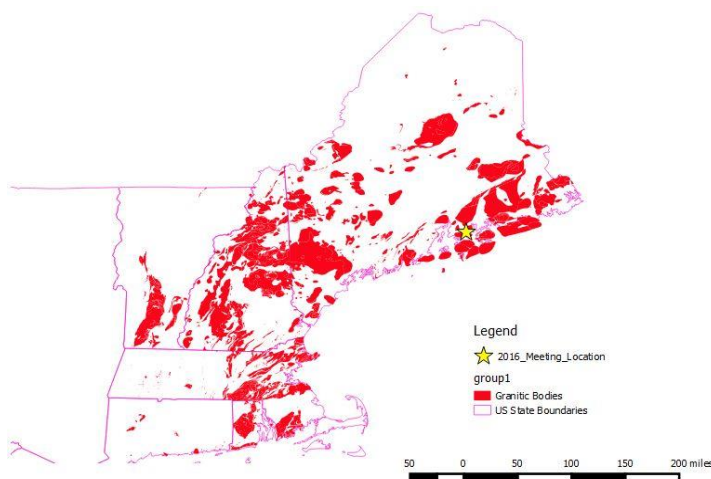 Legend
2016_Meeting_Location
group1
Granitic Bodies
US State Boundaries
50 0 50 100 150 200 miles